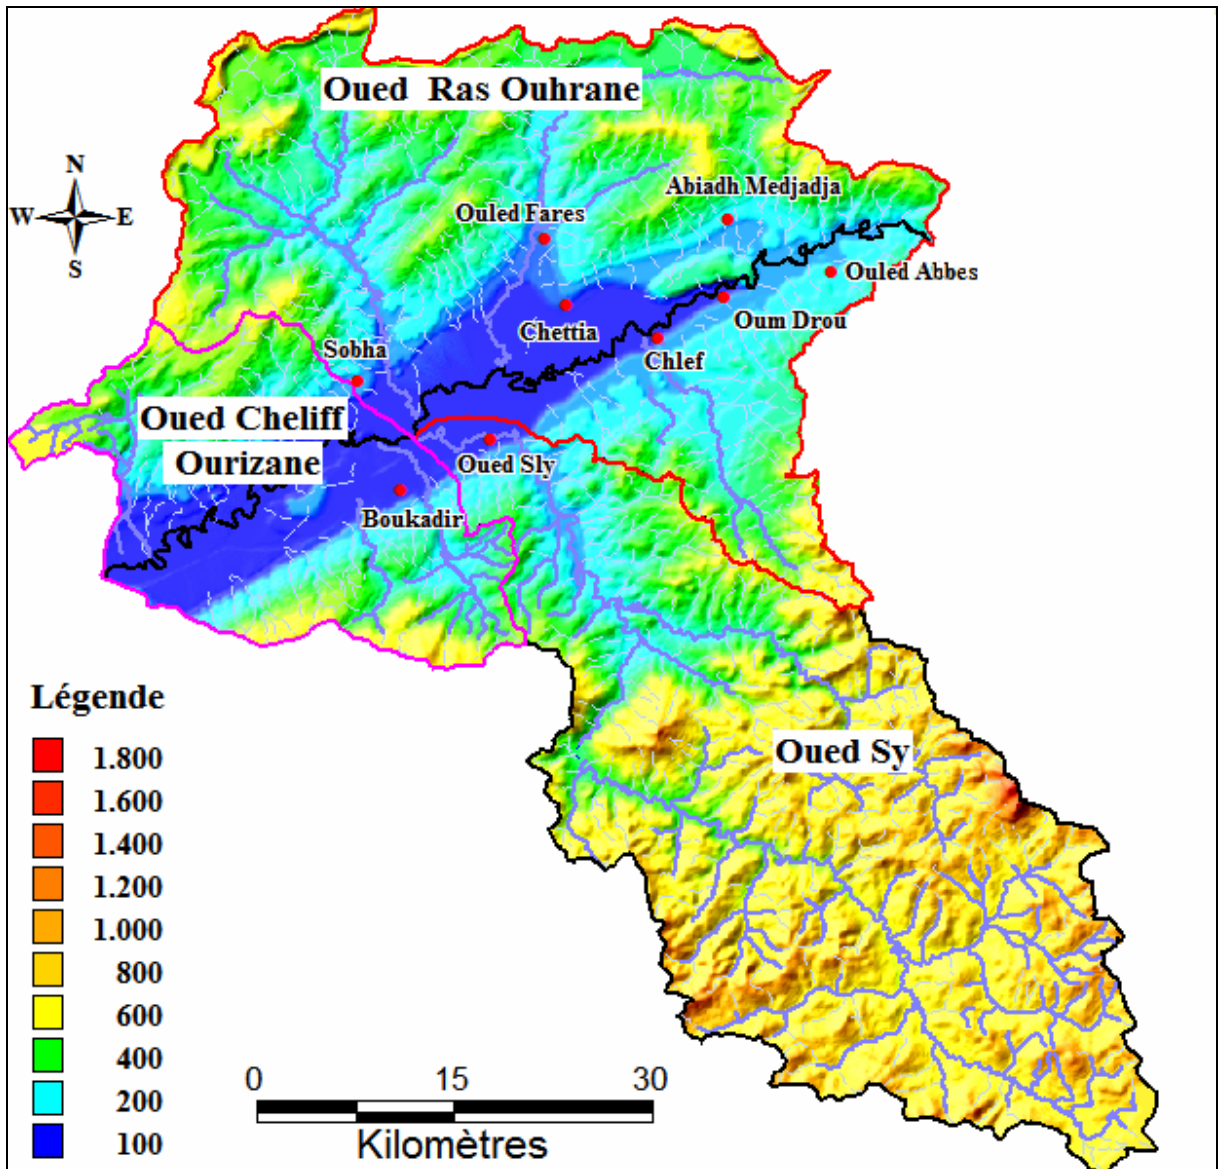 Oued Ras Ouhrane
N
W E
S
Abiadh Medjadja
Ouled Fares
Ouled Abbes
Chettia
Oum Drou
Sobha
Chlef
Oued Cheliff
Ourizane
Oued Sly
Boukadir
Oued Sy
Légende
1.800
1.600
1.400
1.200
1.000
800
600
400
200
100
0 15 30
Kilomètres